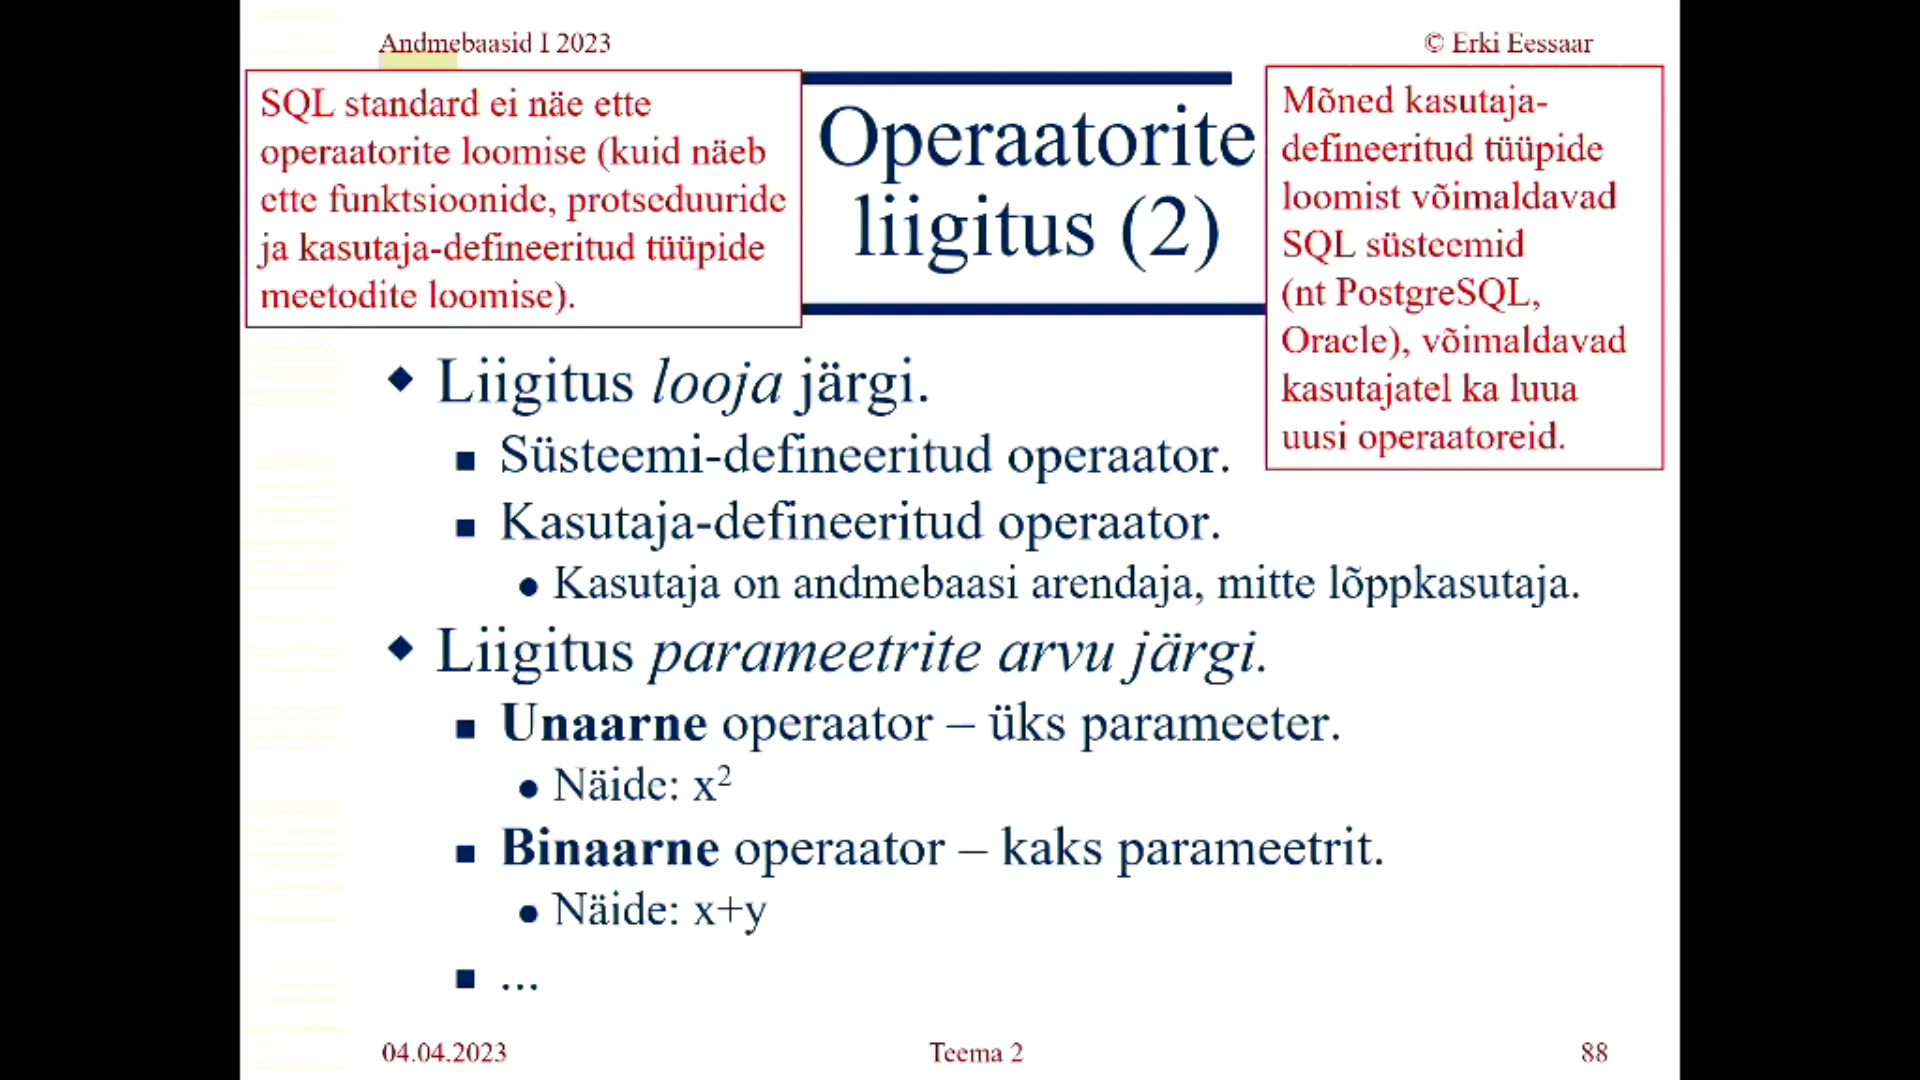 Andmebaasid I 2023
© Erki Eessaar
SQL standard ei näe ette
operaatorite loomise (kuid näeb
ette funktsioonide, protseduuride
ja kasutaja-defineeritud tüüpide
meetodite loomise).
Operaatorite
liigitus (2)
Mõned kasutaja-
defineeritud tüüpide
loomist võimaldavad
SQL süsteemid
(nt PostgreSQL,
Oracle), võimaldavad
kasutajatel ka luua
uusi operaatoreid.
◆ Liigitus looja järgi.
■ Süsteemi-defineeritud operaator.
■ Kasutaja-defineeritud operaator.
● Kasutaja on andmebaasi arendaja, mitte lõppkasutaja.
◆ Liigitus parameetrite arvu järgi.
■ Unaarne operaator – üks parameeter.
● Näide: x²
■ Binaarne operaator – kaks parameetrit.
● Näide: x+y
■ ...
04.04.2023
Teema 2
88